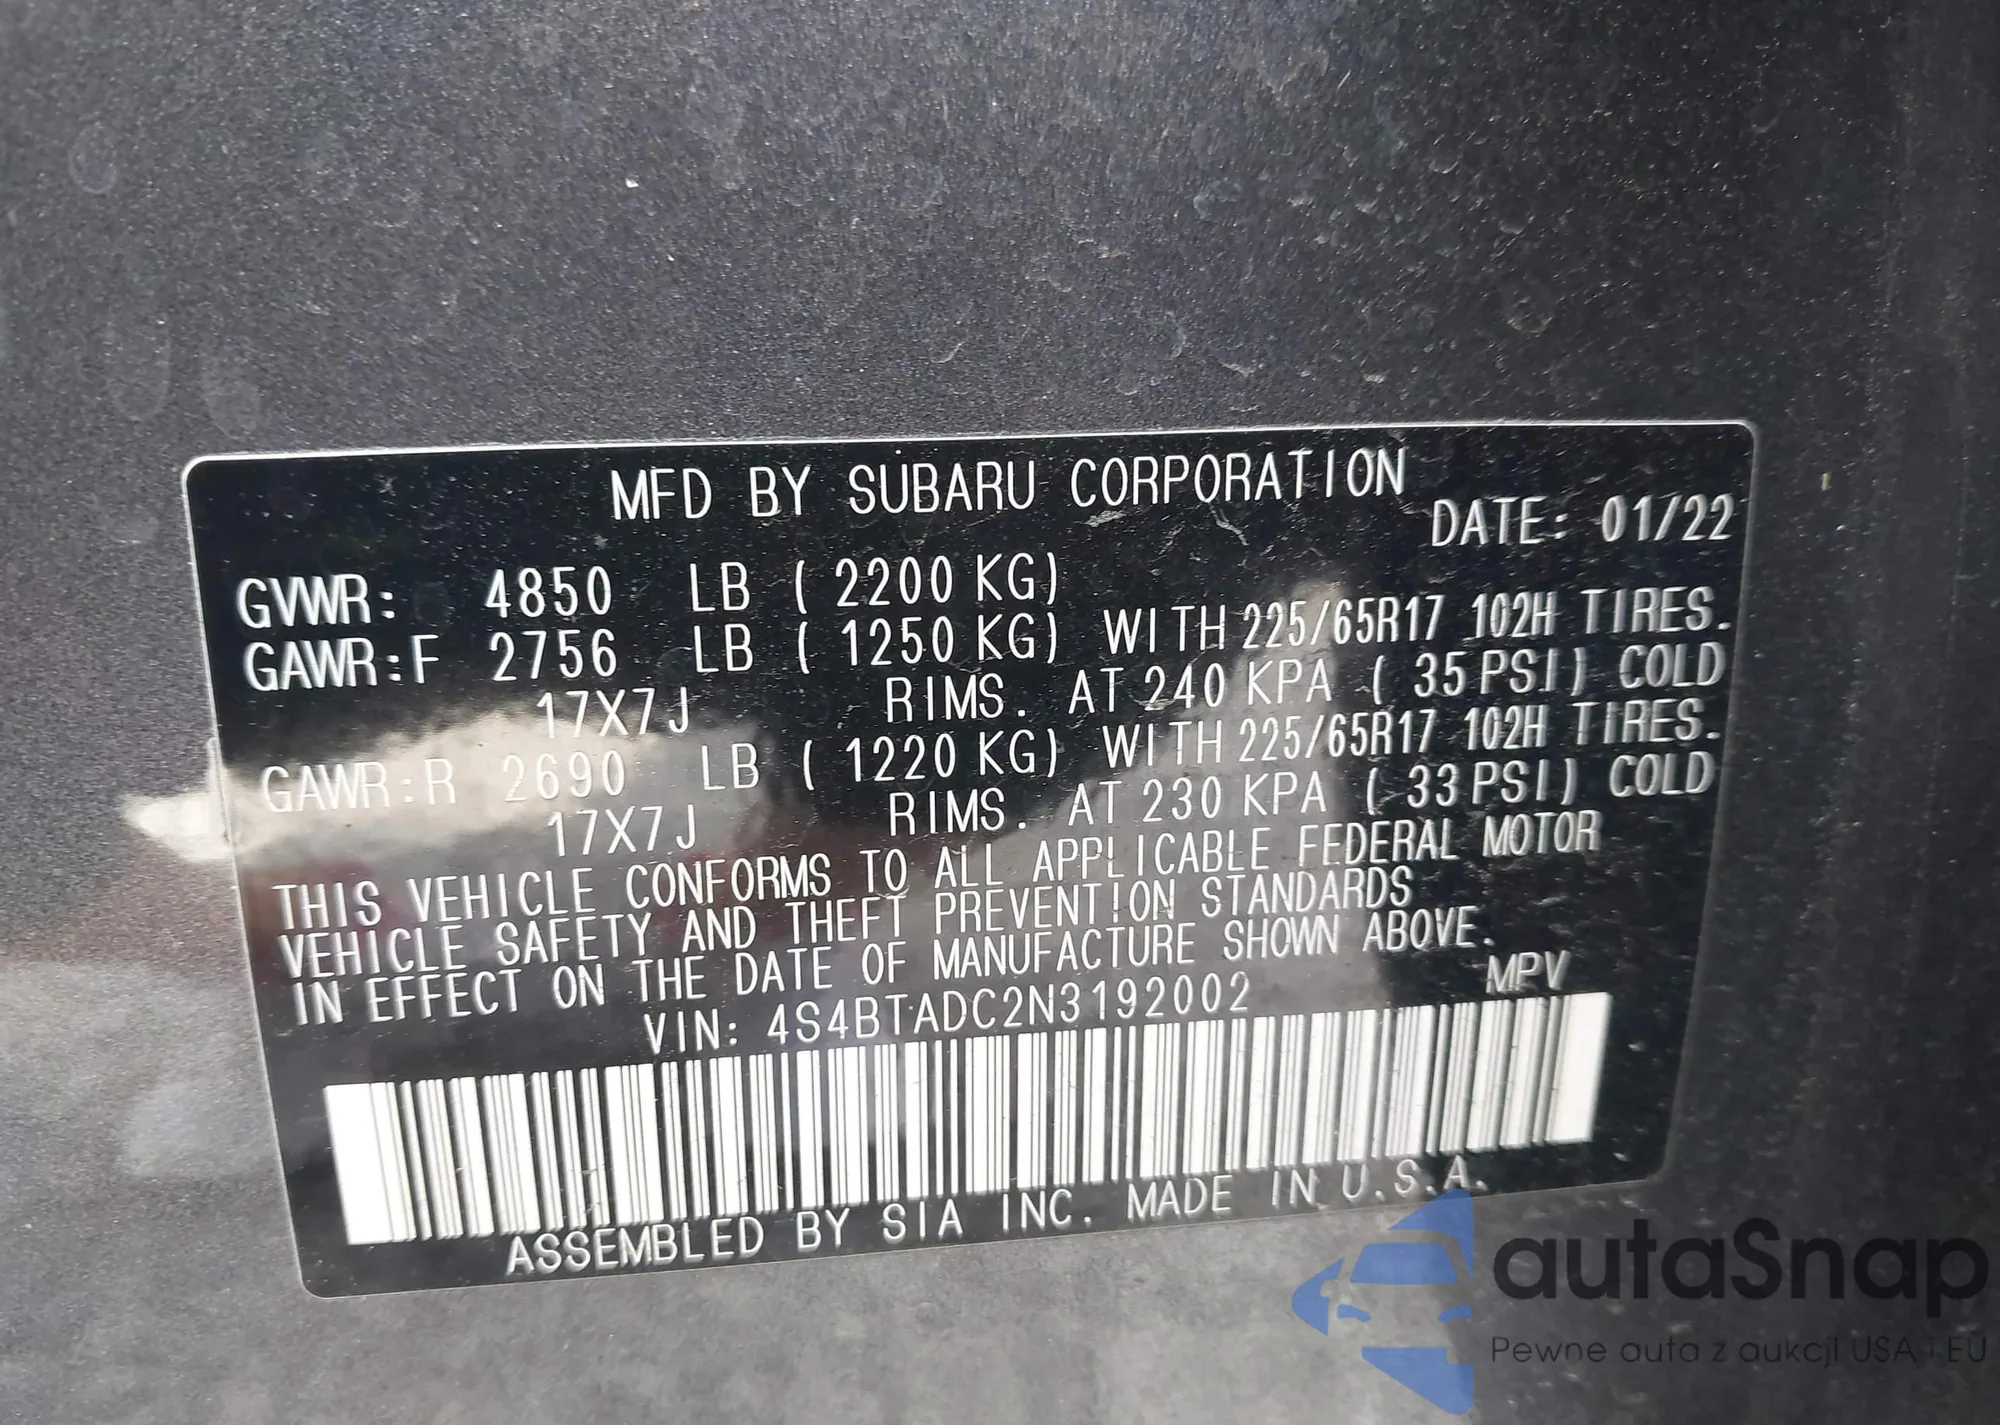 MFD BY SUBARU CORPORATION
DATE: 01/22
GVWR: 4850 LB ( 2200 KG)
GAWR:F 2756 LB ( 1250 KG) WITH 225/65R17 102H TIRES.
17X7J RIMS. AT 240 KPA ( 35 PSI) COLD
GAWR:R 2690 LB ( 1220 KG) WITH 225/65R17 102H TIRES.
17X7J RIMS. AT 230 KPA ( 33 PSI) COLD
THIS VEHICLE CONFORMS TO ALL APPLICABLE FEDERAL MOTOR
VEHICLE SAFETY AND THEFT PREVENTION STANDARDS
IN EFFECT ON THE DATE OF MANUFACTURE SHOWN ABOVE.
VIN: 4S4BTADC2N3192002 MPV
ASSEMBLED BY SIA INC. MADE IN U.S.A.
autaSnap
Pewne auta z aukcji USA i EU